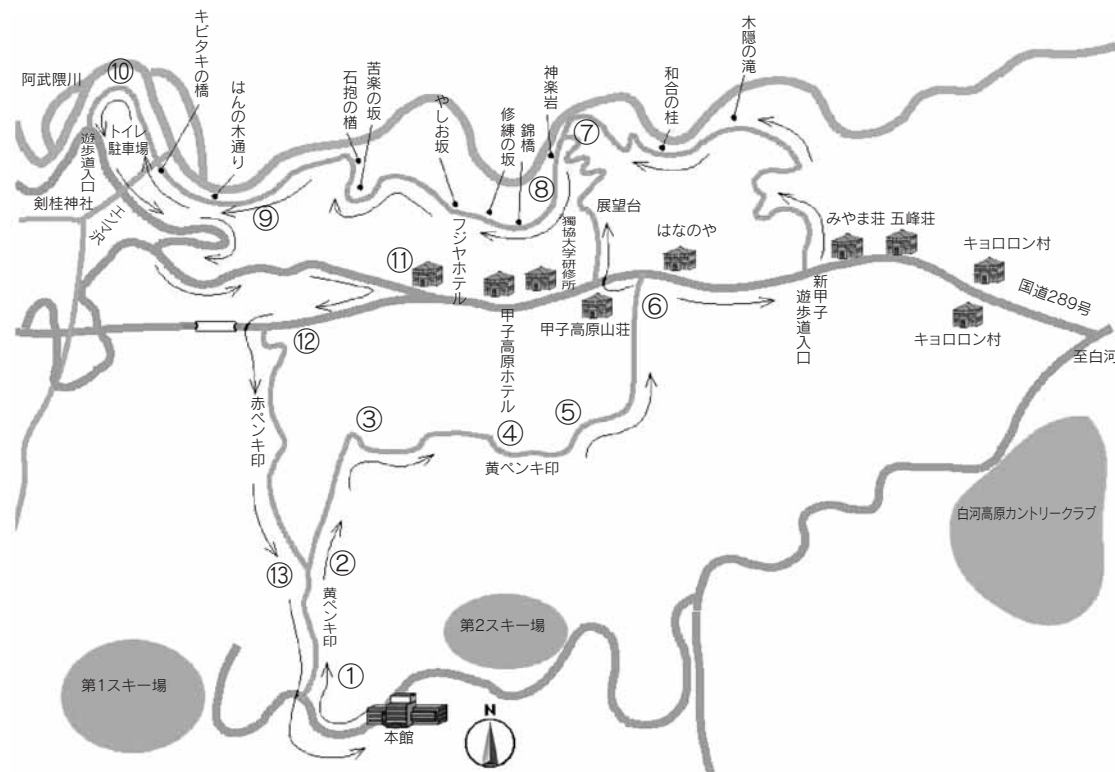 木隠の滝
和合の桂
神楽岩
錦橋
修練の坂
やしお坂
苦楽の坂
石抱の楢
はんの木通り
キビタキの橋
阿武隈川
⑩
トイレ
駐車場
遊歩道入口
剣桂神社
エゾマ沢
⑨
⑧
⑦
展望台
獨協大学研修所
フジヤホテル
⑪
はなのや
みやま荘
五峰荘
キョロロン村
国道289号
キョロロン村
至白河
新甲子
遊歩道入口
甲子高原山荘
甲子高原ホテル
⑥
⑫
赤ペンキ印
③
④
⑤
黄ペンキ印
白河高原カントリークラブ
②
⑬
黄ペンキ印
第2スキー場
第1スキー場
①
本館
N